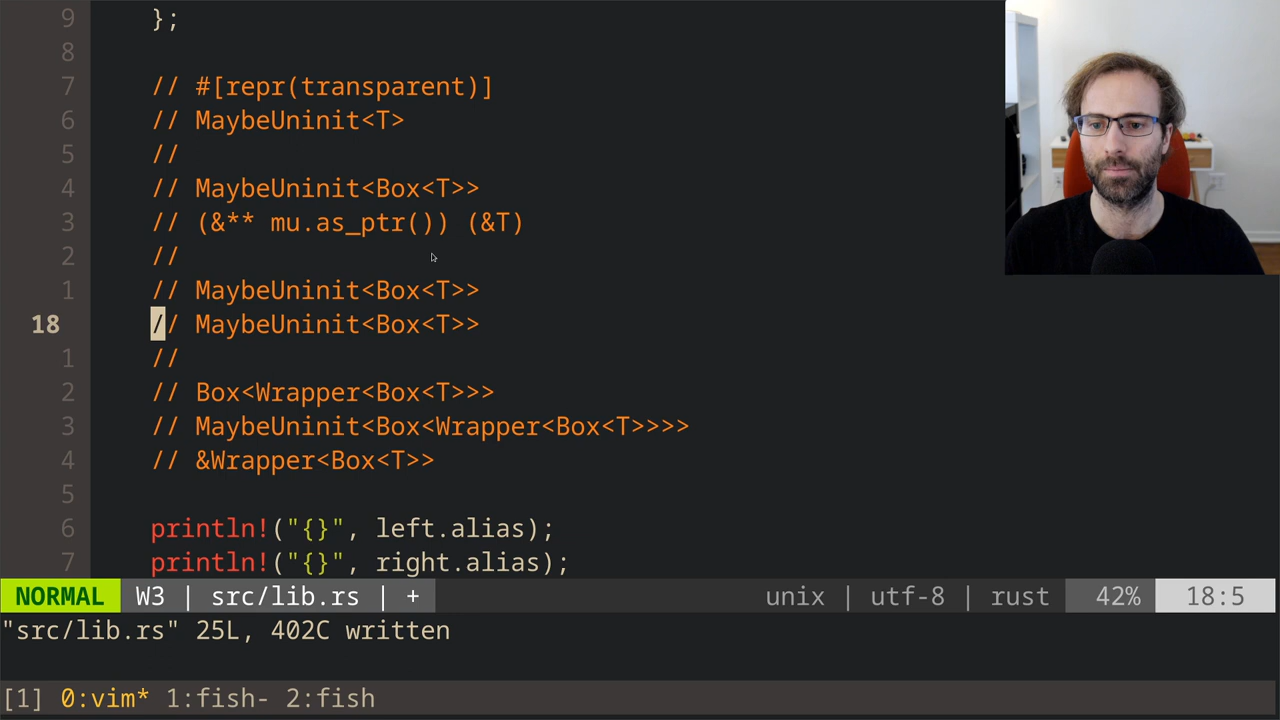 9 };
8
7 // #[repr(transparent)]
6 // MaybeUninit<T>
5 //
4 // MaybeUninit<Box<T>>
3 // (&** mu.as_ptr()) (&T)
2 //
1 // MaybeUninit<Box<T>>
18 // MaybeUninit<Box<T>>
1 //
2 // Box<Wrapper<Box<T>>>
3 // MaybeUninit<Box<Wrapper<Box<T>>>>
4 // &Wrapper<Box<T>>
5
6 println!("{}", left.alias);
7 println!("{}", right.alias);
NORMAL W3 | src/lib.rs | + unix | utf-8 | rust 42% 18:5
"src/lib.rs" 25L, 402C written
[1] 0:vim* 1:fish- 2:fish